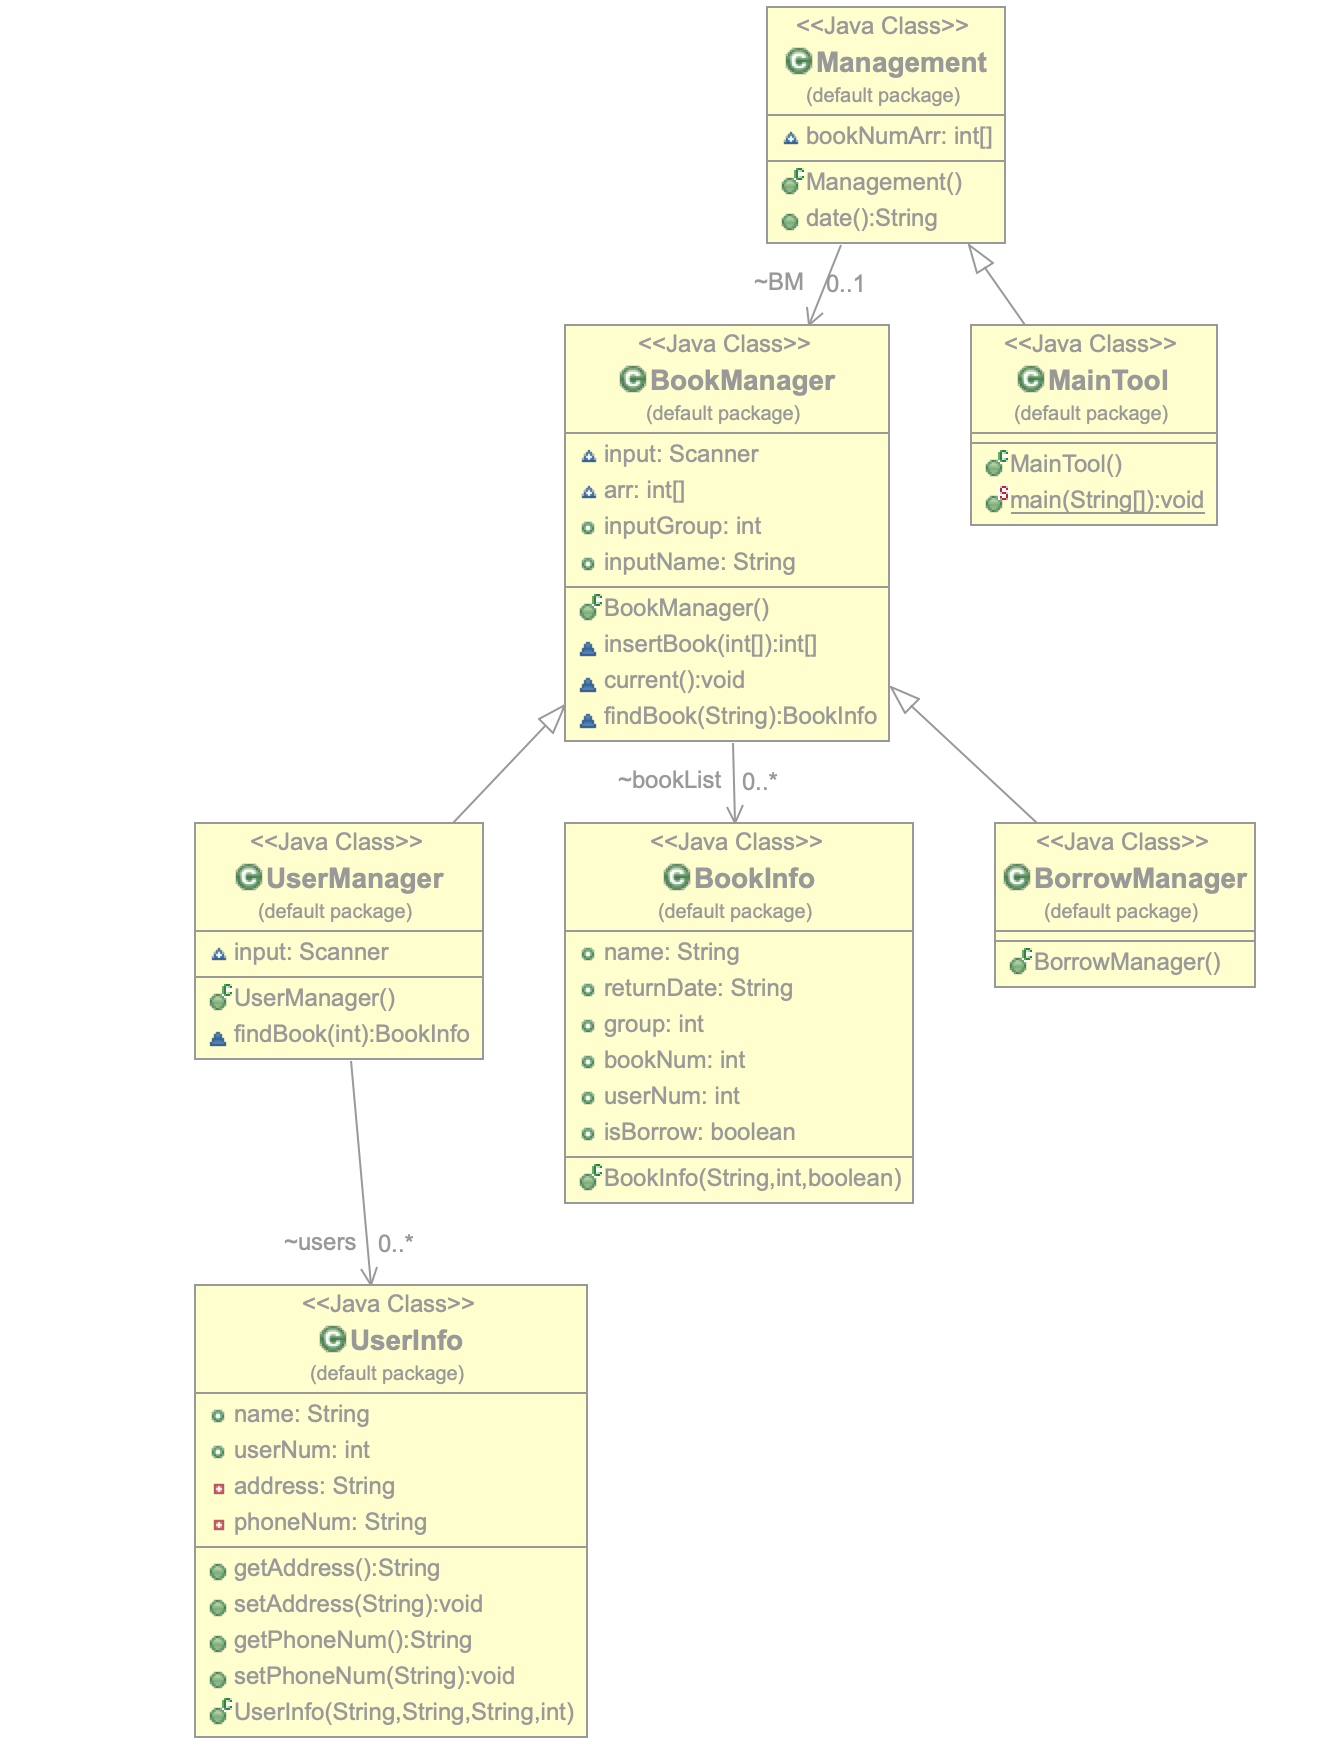 <<Java Class>>
Management
(default package)
bookNumArr: int[]
Management()
date():String
~BM 0..1
<<Java Class>>
BookManager
(default package)
input: Scanner
arr: int[]
inputGroup: int
inputName: String
BookManager()
insertBook(int[]):int[]
current():void
findBook(String):BookInfo
<<Java Class>>
MainTool
(default package)
MainTool()
main(String[]):void
~bookList 0..*
<<Java Class>>
UserManager
(default package)
input: Scanner
UserManager()
findBook(int):BookInfo
<<Java Class>>
BookInfo
(default package)
name: String
returnDate: String
group: int
bookNum: int
userNum: int
isBorrow: boolean
BookInfo(String,int,boolean)
<<Java Class>>
BorrowManager
(default package)
BorrowManager()
~users 0..*
<<Java Class>>
UserInfo
(default package)
name: String
userNum: int
address: String
phoneNum: String
getAddress():String
setAddress(String):void
getPhoneNum():String
setPhoneNum(String):void
UserInfo(String,String,String,int)